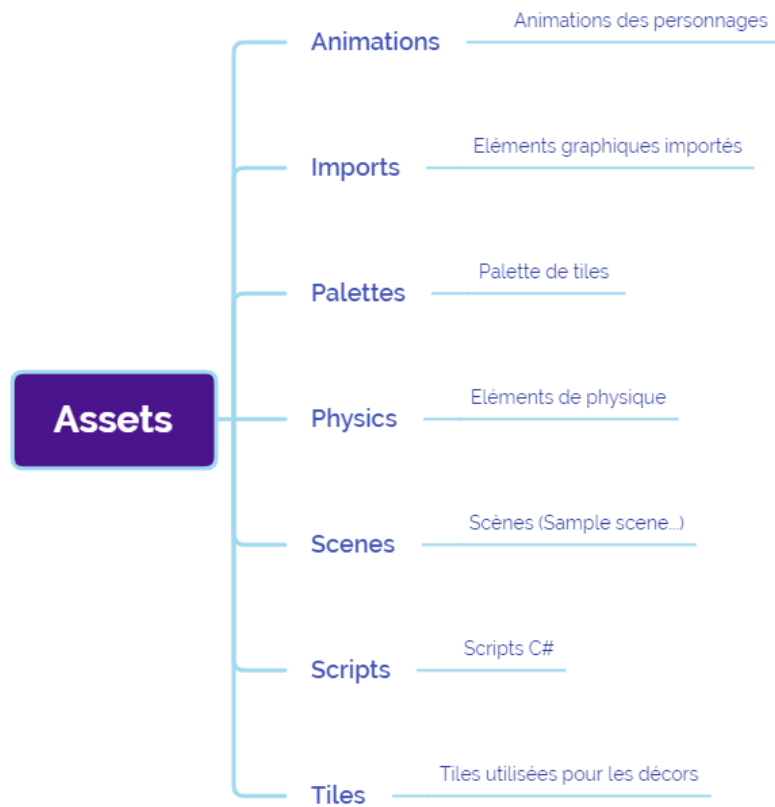 Assets
Animations
Animations des personnages
Imports
Eléments graphiques importés
Palettes
Palette de tiles
Physics
Eléments de physique
Scenes
Scènes (Sample scene...)
Scripts
Scripts C#
Tiles
Tiles utilisées pour les décors